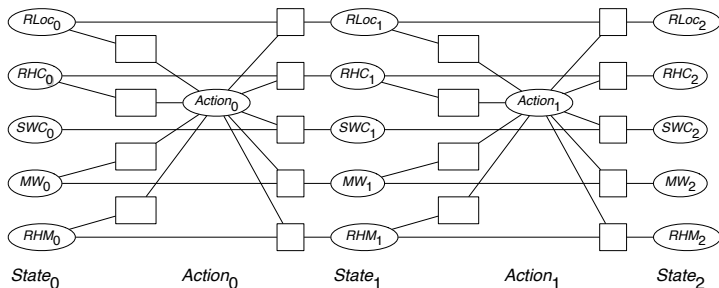 RLoc₀ RLoc₁ RLoc₂
RHC₀ RHC₁ RHC₂
Action₀ Action₁
SWC₀ SWC₁ SWC₂
MW₀ MW₁ MW₂
RHM₀ RHM₁ RHM₂
State₀ Action₀ State₁ Action₁ State₂